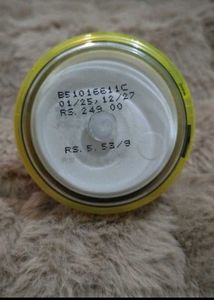 B51016611C
01/25, 12/27
RS. 249.00
RS. 5.53/g